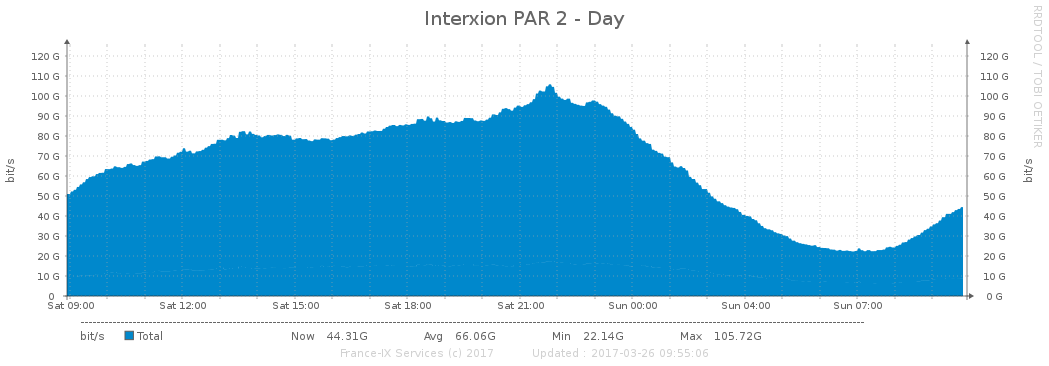 Interxion PAR 2 - Day
RRDTOOL / TOBI OETIKER
120 G 120 G
110 G 110 G
100 G 100 G
90 G 90 G
80 G 80 G
70 G 70 G
60 G 60 G
50 G 50 G
40 G 40 G
30 G 30 G
20 G 20 G
10 G 10 G
0 0 G
bit/s bit/s
Sat 09:00 Sat 12:00 Sat 15:00 Sat 18:00 Sat 21:00 Sun 00:00 Sun 04:00 Sun 07:00
bit/s Total Now 44.31G Avg 66.06G Min 22.14G Max 105.72G
France-IX Services (c) 2017 Updated : 2017-03-26 09:55:06